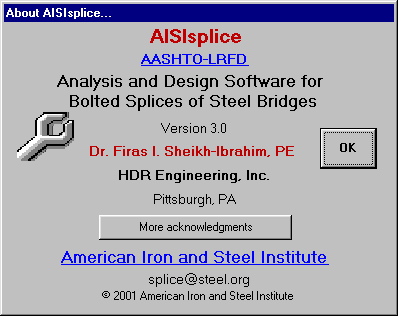 About AISIsplice...
AISIsplice
AASHTO-LRFD
Analysis and Design Software for
Bolted Splices of Steel Bridges
Version 3.0
Dr. Firas I. Sheikh-Ibrahim, PE
OK
HDR Engineering, Inc.
Pittsburgh, PA
More acknowledgments
American Iron and Steel Institute
splice@steel.org
© 2001 American Iron and Steel Institute